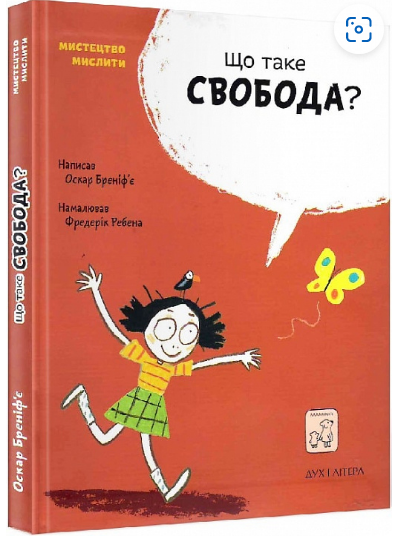 МИСТЕЦТВО
МИСЛИТИ
Що таке
СВОБОДА?
Написав
Оскар Бреніф'є
Намалював
Фредерік Ребена
ДУХ І ЛІТЕРА
МИСТЕЦТВО
МИСЛИТИ
Що таке СВОБОДА?
Оскар Бреніф'є